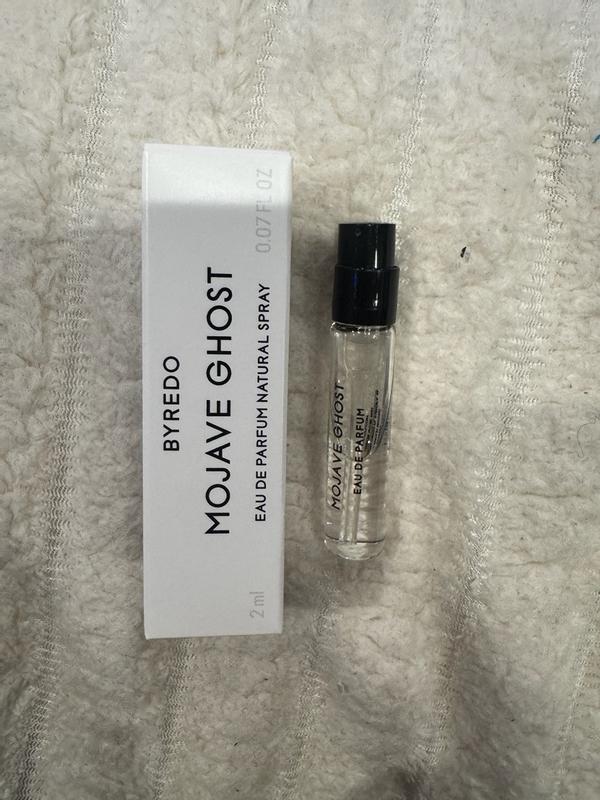 BYREDO
MOJAVE GHOST
EAU DE PARFUM NATURAL SPRAY
2 ml 0.07 FL OZ
MOJAVE GHOST
EAU DE PARFUM